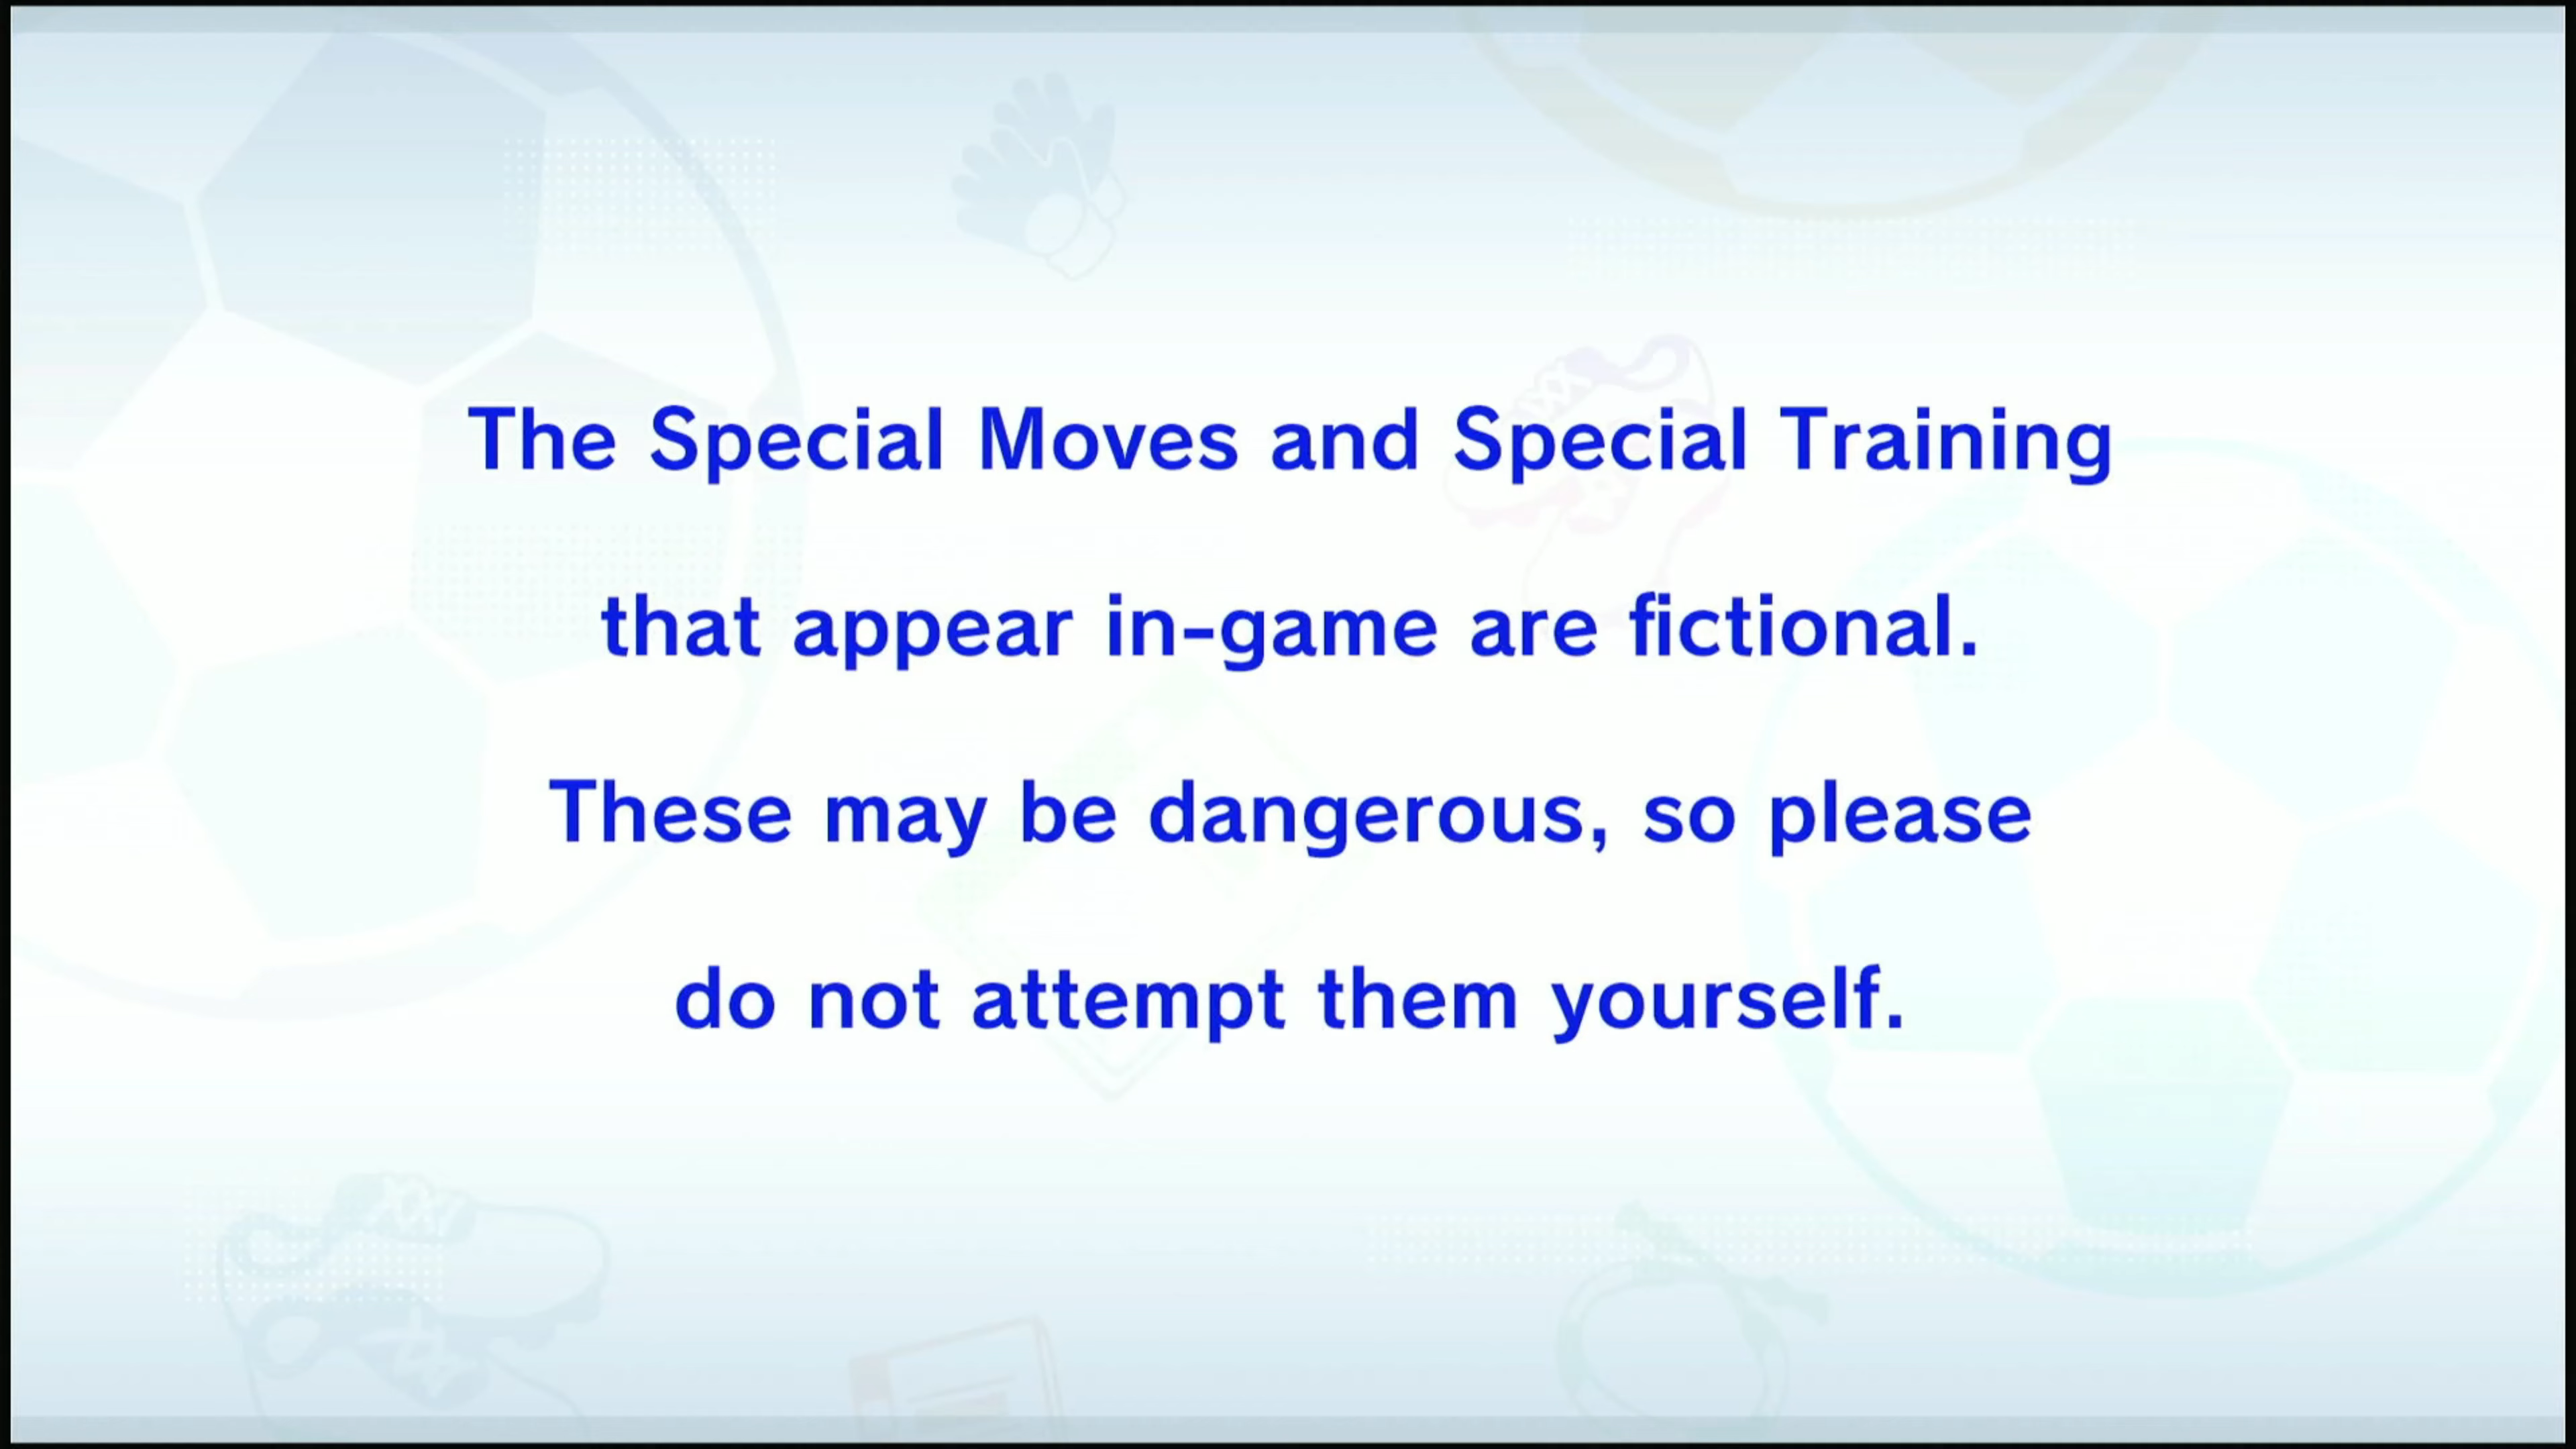 The Special Moves and Special Training
that appear in-game are fictional.
These may be dangerous, so please
do not attempt them yourself.